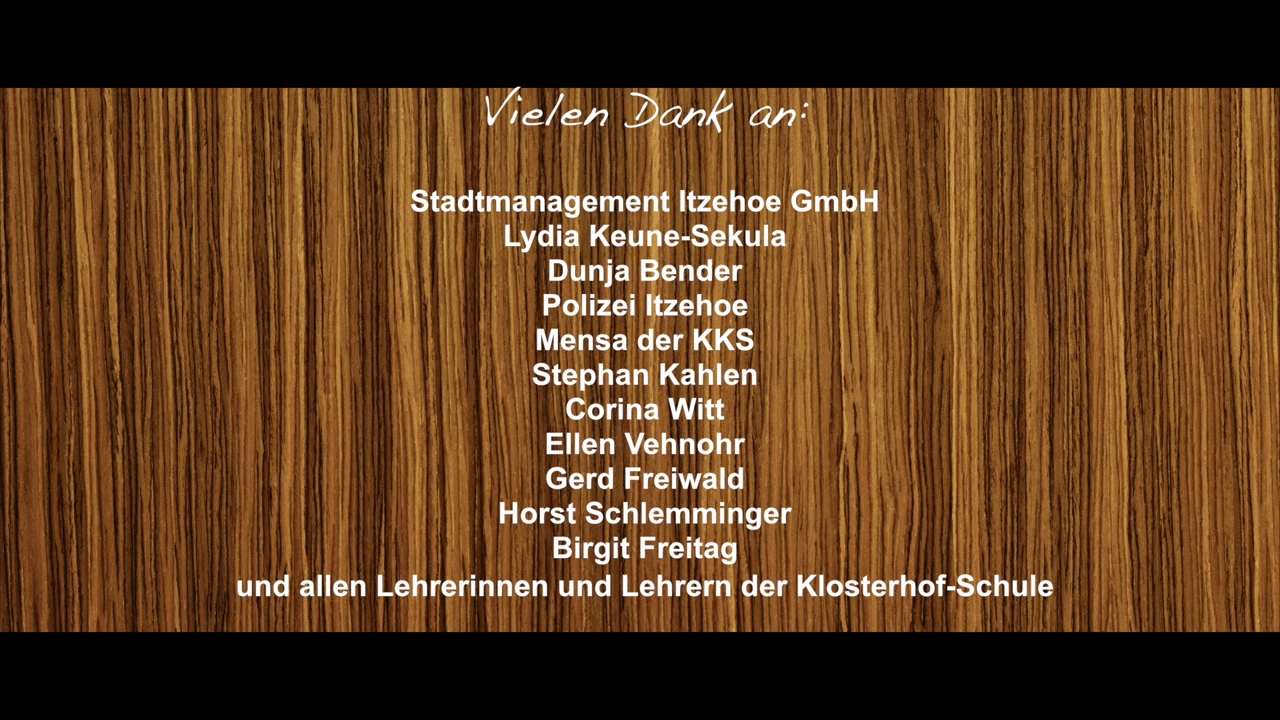 Vielen Dank an:
Stadtmanagement Itzehoe GmbH
Lydia Keune-Sekula
Dunja Bender
Polizei Itzehoe
Mensa der KKS
Stephan Kahlen
Corina Witt
Ellen Vehnohr
Gerd Freiwald
Horst Schlemminger
Birgit Freitag
und allen Lehrerinnen und Lehrern der Klosterhof-Schule